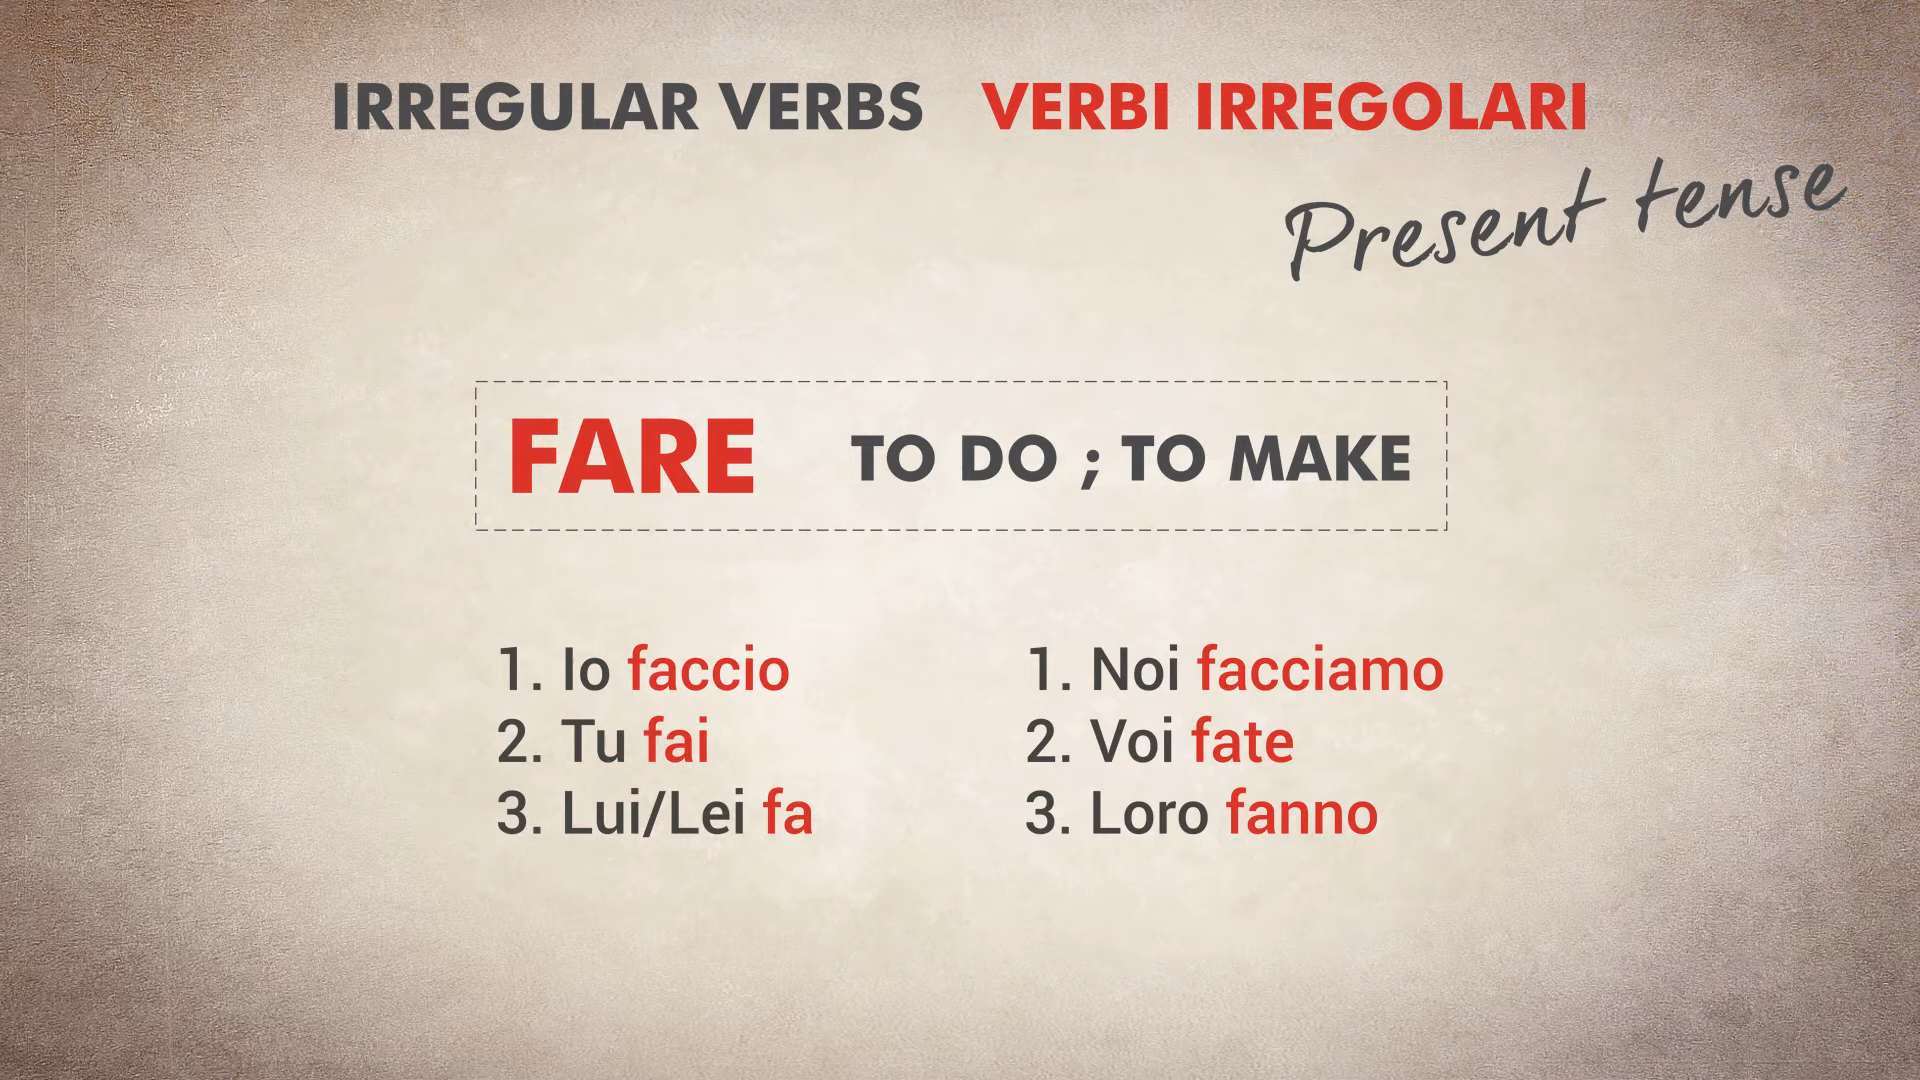 IRREGULAR VERBS VERBI IRREGOLARI
Present tense
FARE TO DO ; TO MAKE
1. Io faccio
2. Tu fai
3. Lui/Lei fa
1. Noi facciamo
2. Voi fate
3. Loro fanno